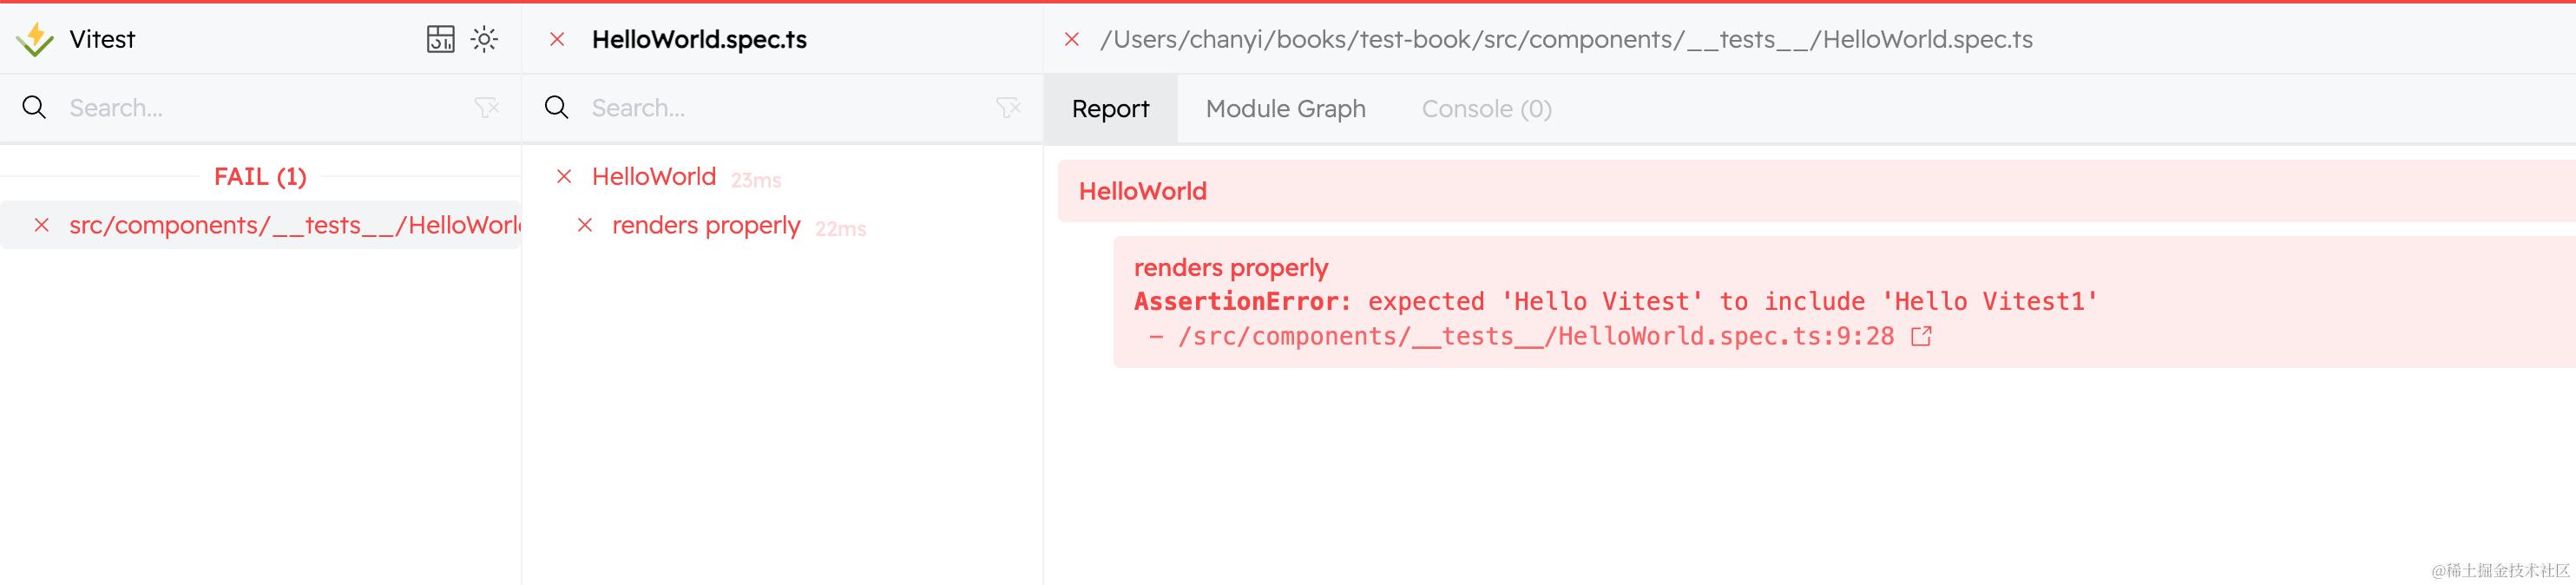 Vitest
HelloWorld.spec.ts
/Users/chanyi/books/test-book/src/components/__tests__/HelloWorld.spec.ts
Search...
Search...
Report
Module Graph
Console (0)
FAIL (1)
src/components/__tests__/HelloWorl
HelloWorld 23ms
renders properly 22ms
HelloWorld
renders properly
AssertionError: expected 'Hello Vitest' to include 'Hello Vitest1'
– /src/components/__tests__/HelloWorld.spec.ts:9:28
@稀土掘金技术社区